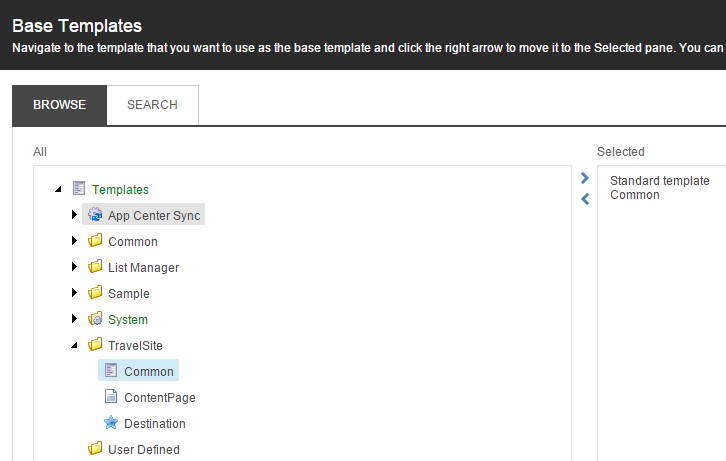 Base Templates
Navigate to the template that you want to use as the base template and click the right arrow to move it to the Selected pane. You can
BROWSE
SEARCH
All
Selected
Templates
App Center Sync
Common
List Manager
Sample
System
TravelSite
Common
ContentPage
Destination
User Defined
Standard template
Common